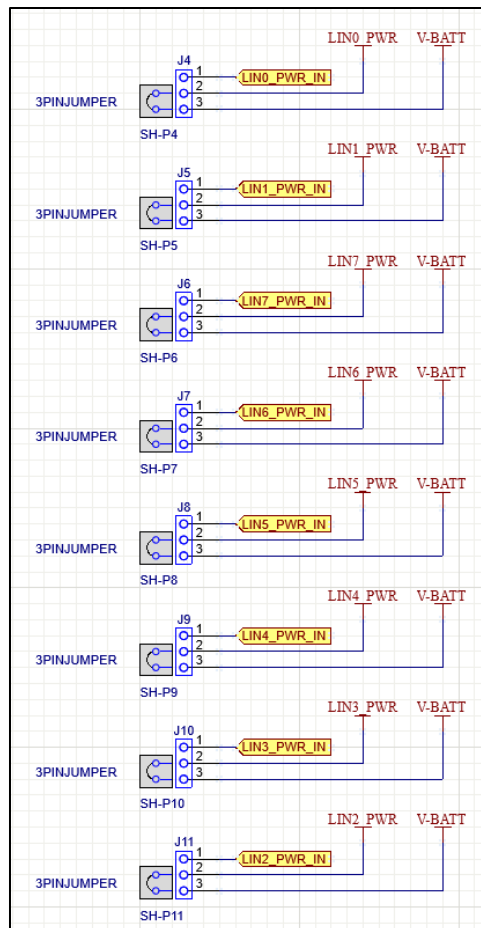 LIN0_PWR V-BATT
J4
1
LIN0_PWR_IN
2
3PINJUMPER
3
SH-P4
LIN1_PWR V-BATT
J5
1
LIN1_PWR_IN
2
3PINJUMPER
3
SH-P5
LIN7_PWR V-BATT
J6
1
LIN7_PWR_IN
2
3PINJUMPER
3
SH-P6
LIN6_PWR V-BATT
J7
1
LIN6_PWR_IN
2
3PINJUMPER
3
SH-P7
LIN5_PWR V-BATT
J8
1
LIN5_PWR_IN
2
3PINJUMPER
3
SH-P8
LIN4_PWR V-BATT
J9
1
LIN4_PWR_IN
2
3PINJUMPER
3
SH-P9
LIN3_PWR V-BATT
J10
1
LIN3_PWR_IN
2
3PINJUMPER
3
SH-P10
LIN2_PWR V-BATT
J11
1
LIN2_PWR_IN
2
3PINJUMPER
3
SH-P11